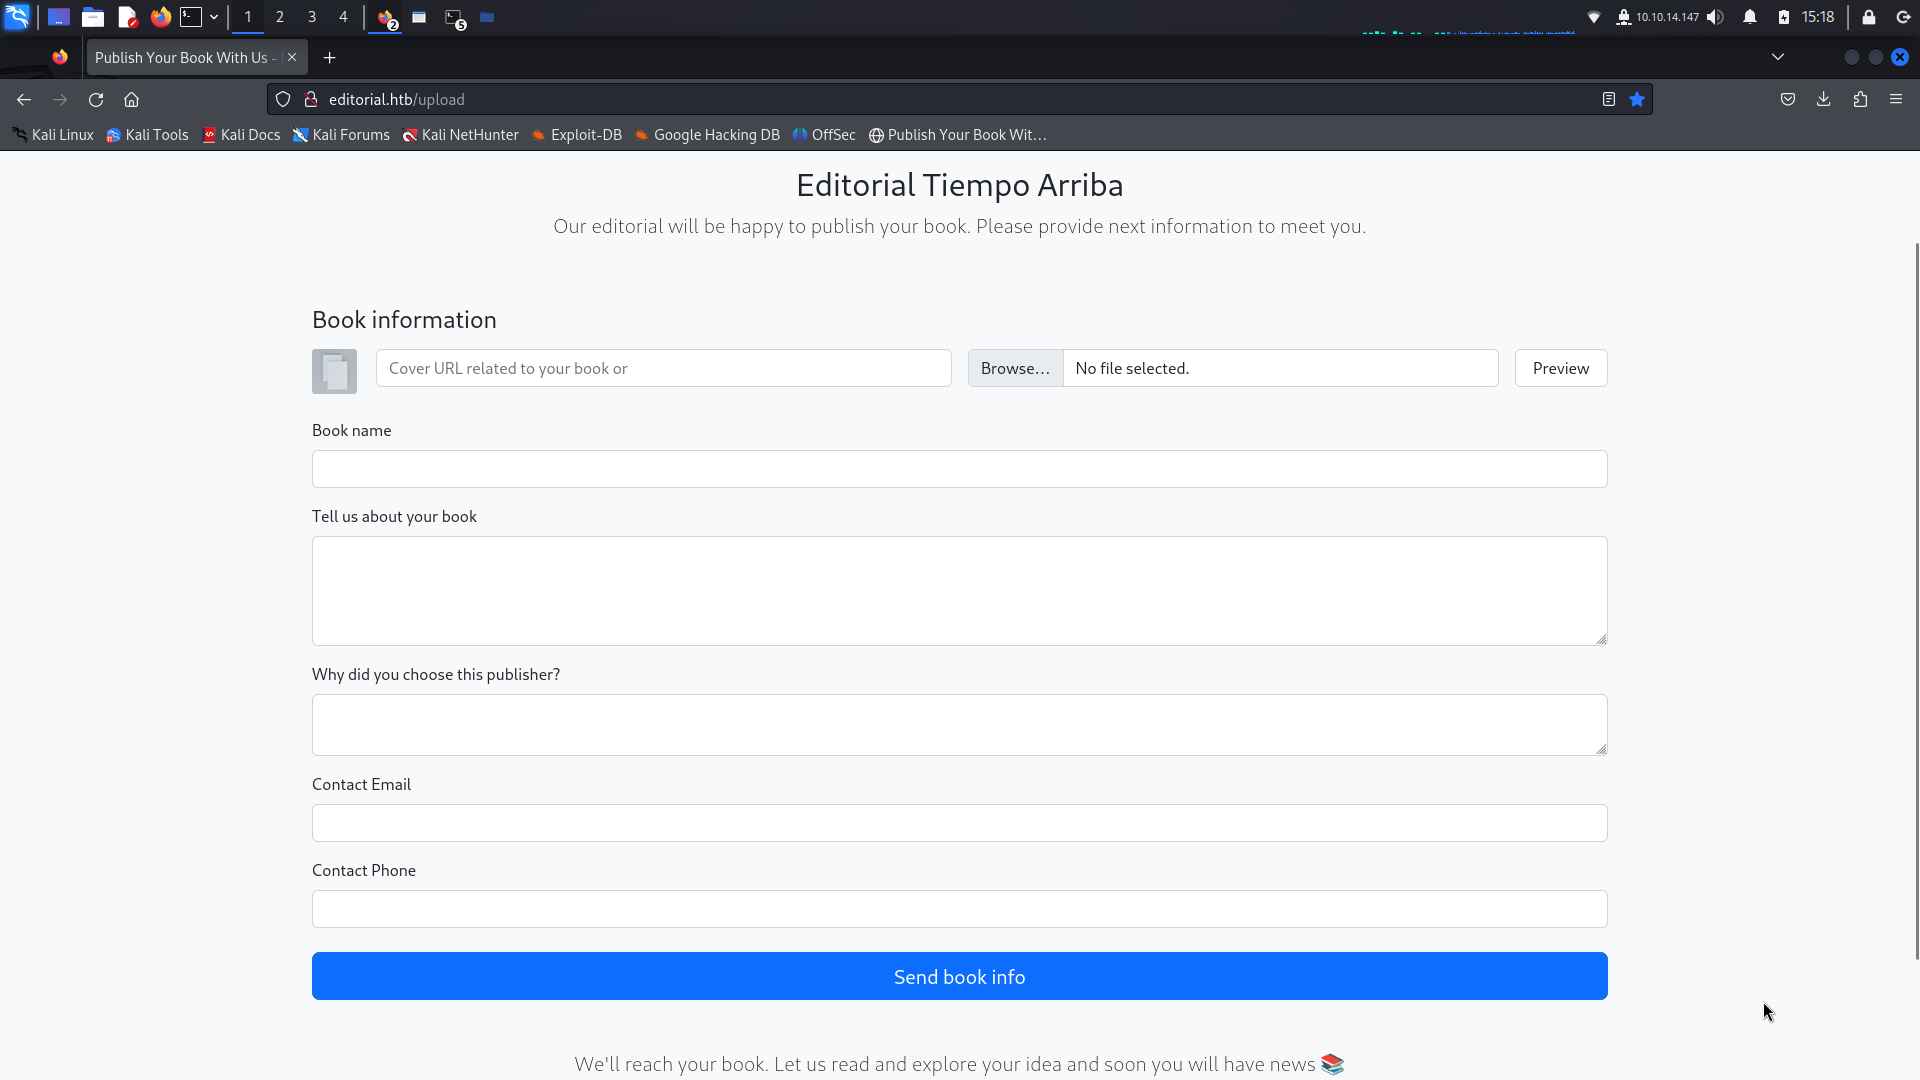 1 2 3 4 2 5 10.10.14.147 15:18
Publish Your Book With Us -
editorial.htb/upload
Kali Linux Kali Tools Kali Docs Kali Forums Kali NetHunter Exploit-DB Google Hacking DB OffSec Publish Your Book Wit…
Editorial Tiempo Arriba
Our editorial will be happy to publish your book. Please provide next information to meet you.
Book information
Cover URL related to your book or Browse… No file selected. Preview
Book name
Tell us about your book
Why did you choose this publisher?
Contact Email
Contact Phone
Send book info
We'll reach your book. Let us read and explore your idea and soon you will have news 📚